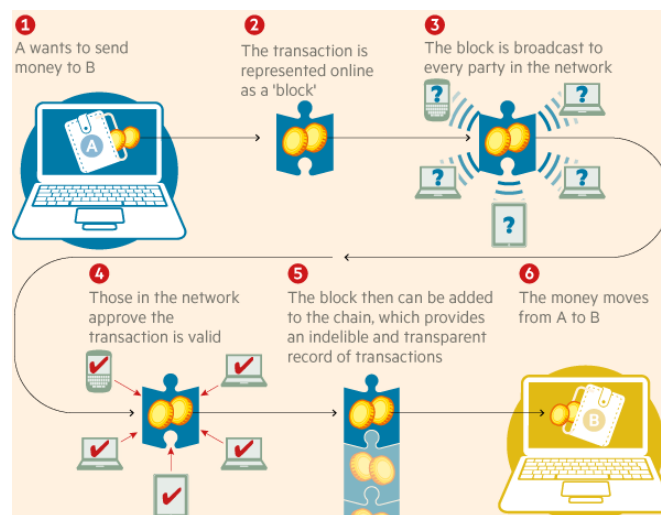 1
A wants to send
money to B
2
The transaction is
represented online
as a 'block'
3
The block is broadcast to
every party in the network
A
?
?
?
?
?
4
Those in the network
approve the
transaction is valid
5
The block then can be added
to the chain, which provides
an indelible and transparent
record of transactions
6
The money moves
from A to B
B